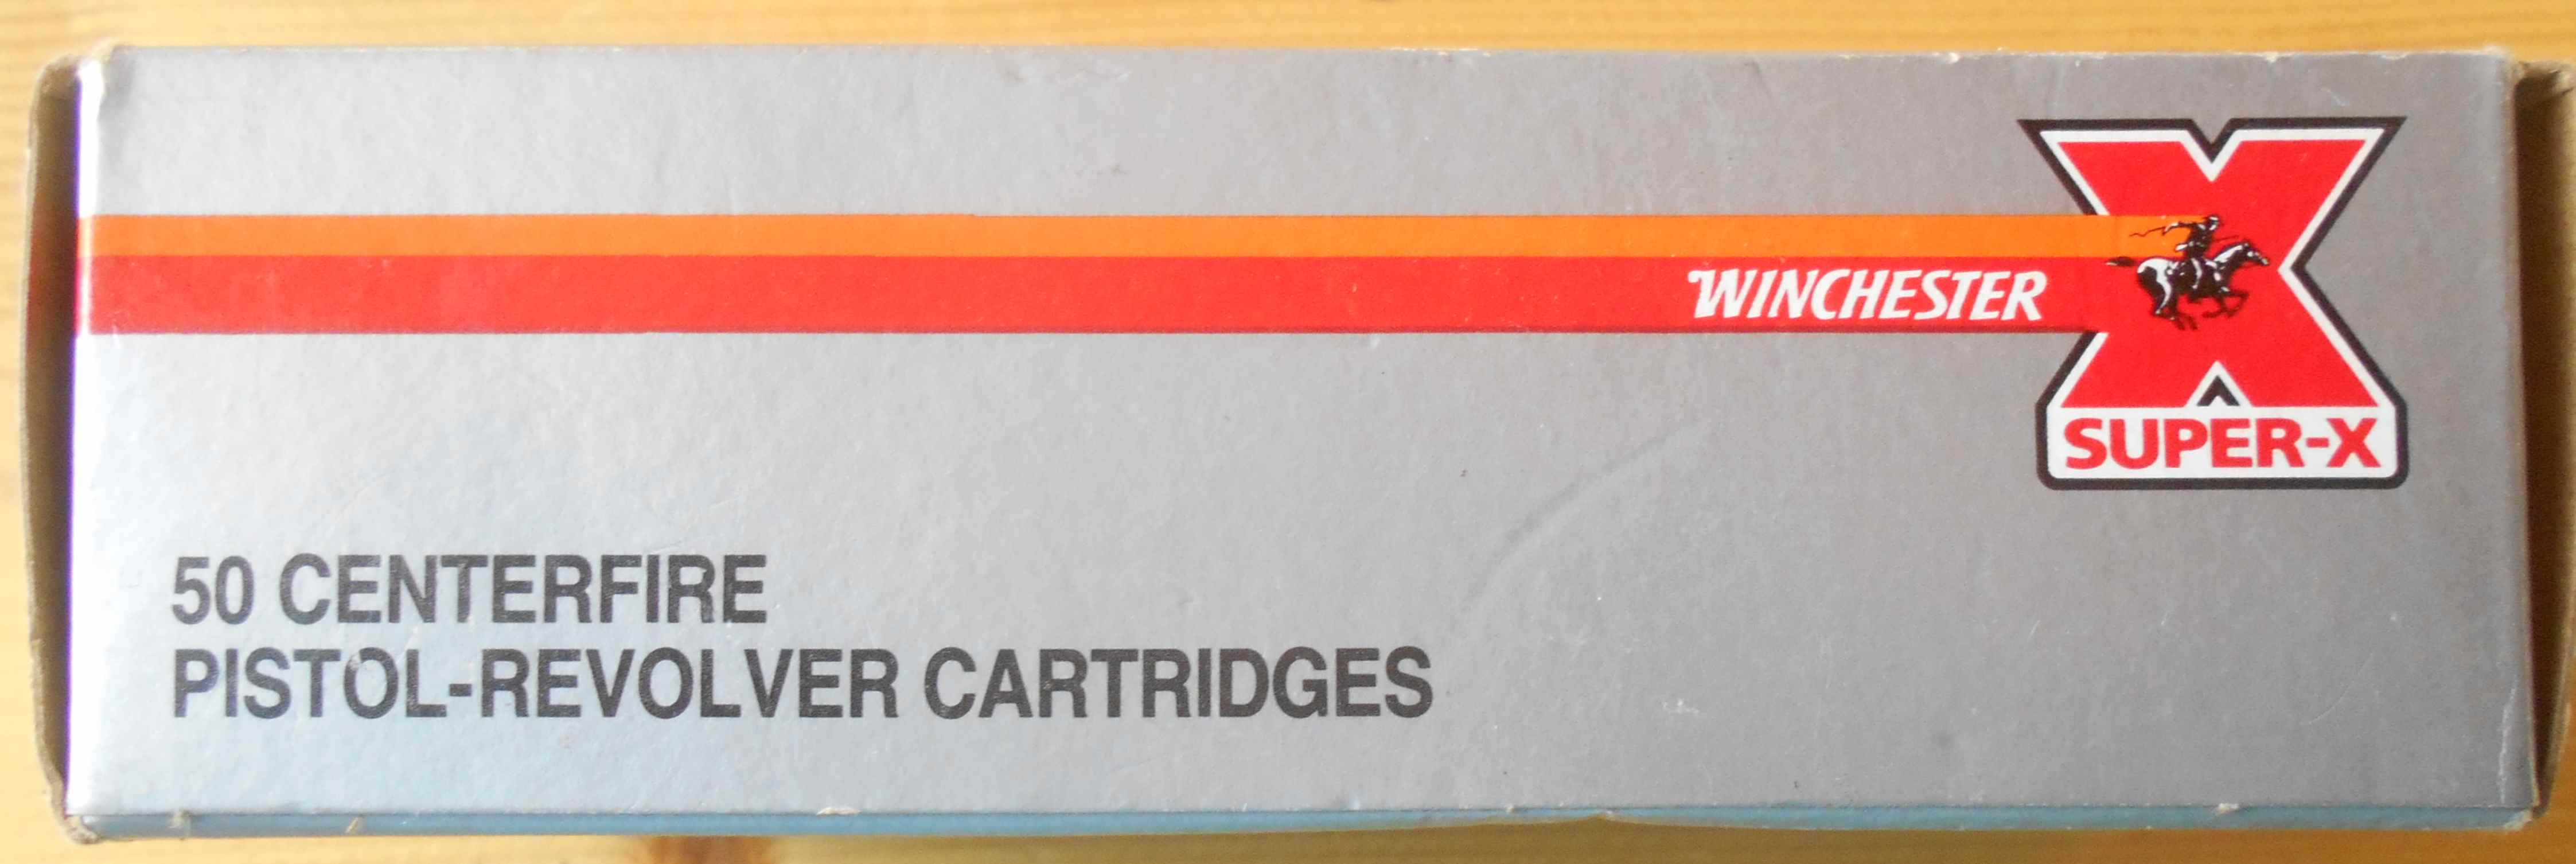 WINCHESTER
SUPER-X
50 CENTERFIRE
PISTOL-REVOLVER CARTRIDGES